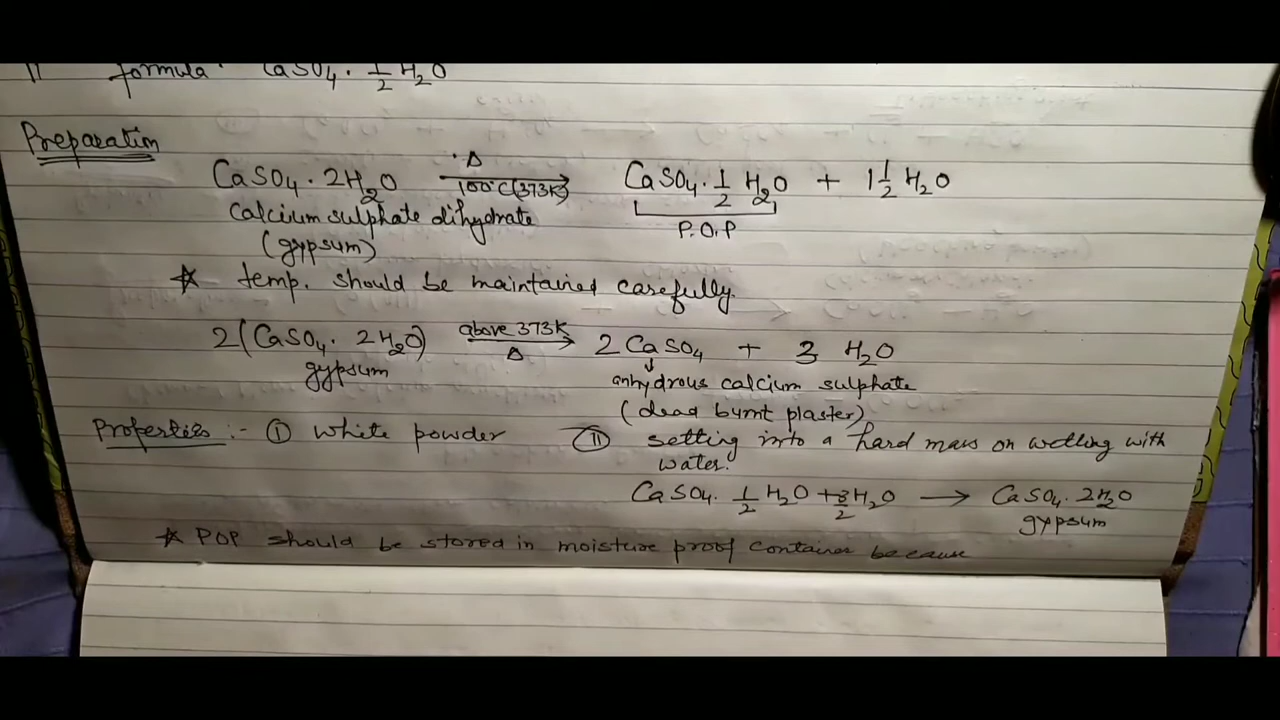 formula · CaSO₄ · 1/2 H₂O
Preparation
CaSO₄ · 2H₂O —Δ 100°C(373K)→ CaSO₄ · 1/2 H₂O + 1 1/2 H₂O
calcium sulphate dihydrate P.O.P
(gypsum)
☆ temp. should be maintained carefully.
2(CaSO₄ · 2H₂O) —above 373K Δ→ 2CaSO₄ + 3 H₂O
gypsum ↓ anhydrous calcium sulphate
(dead burnt plaster)
Properties :- (I) white powder (II) setting into a hard mass on wetting with
water.
CaSO₄ · 1/2 H₂O + 3/2 H₂O → CaSO₄ · 2H₂O
gypsum
☆ POP should be stored in moisture proof container because